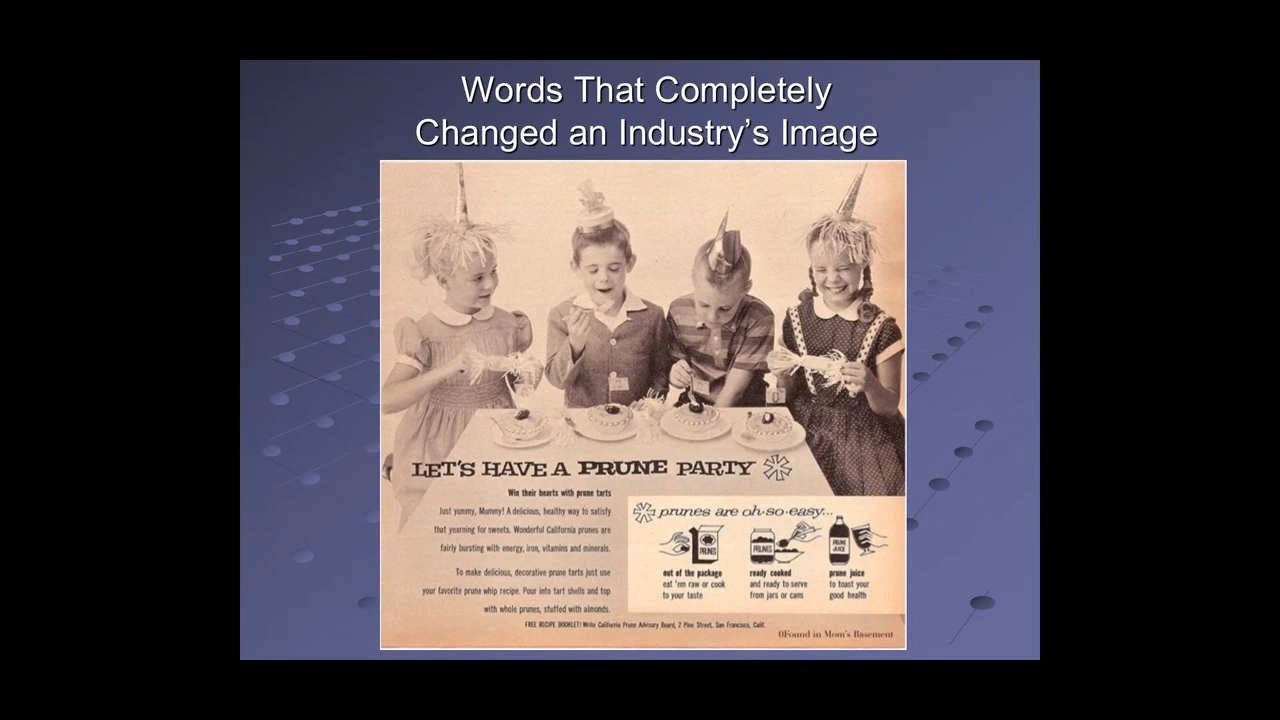 Words That Completely
Changed an Industry’s Image
LET'S HAVE A PRUNE PARTY
Win their hearts with prune tarts
Just yummy, Mummy! A delicious, healthy way to satisfy
that yearning for sweets. Wonderful California prunes are
fairly bursting with energy, iron, vitamins and minerals.
To make delicious, decorative prune tarts just use
your favorite prune whip recipe. Pour into tart shells and top
with whole prunes, stuffed with almonds.
prunes are oh·so·easy...
PRUNES
PRUNES
PRUNE
JUICE
out of the package
eat 'em raw or cook
to your taste
ready cooked
and ready to serve
from jars or cans
prune juice
to toast your
good health
FREE RECIPE BOOKLET! Write California Prune Advisory Board, 2 Pine Street, San Francisco, Calif.
©Found in Mom's Basement